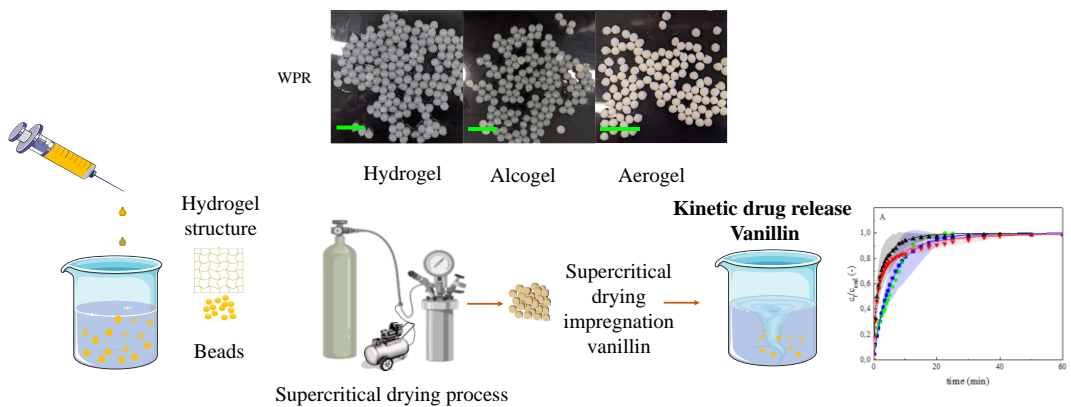 WPR
Hydrogel
Alcogel
Aerogel
Hydrogel
structure
Beads
Supercritical drying process
Supercritical
drying
impregnation
vanillin
Kinetic drug release
Vanillin
A
1,0
0,8
0,6
0,4
0,2
0,0
0
20
40
60
time (min)